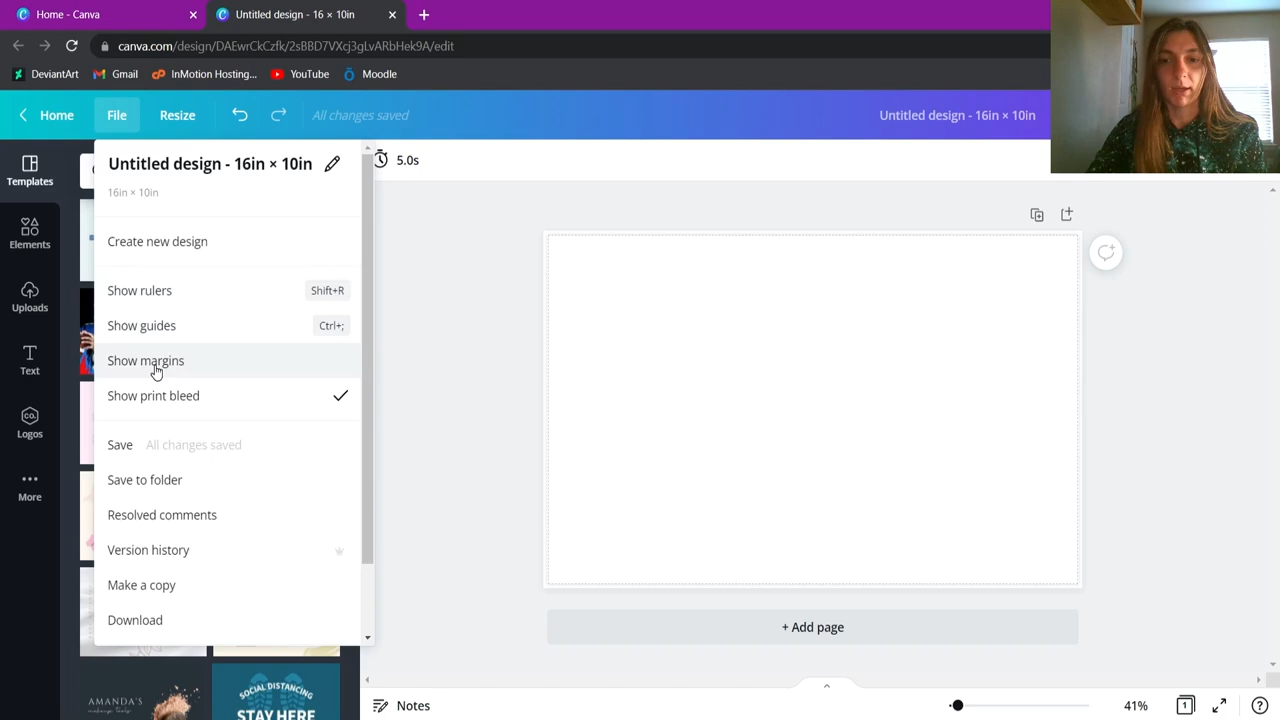 Home - Canva
Untitled design - 16 × 10in
canva.com/design/DAEwrCkCzfk/2sBBD7VXcj3gLvARbHek9A/edit
DeviantArt
Gmail
InMotion Hosting...
YouTube
Moodle
Home
File
Resize
All changes saved
Untitled design - 16in × 10in
Templates
Elements
Uploads
Text
CO.
Logos
More
Untitled design - 16in × 10in
16in × 10in
Create new design
Show rulers Shift+R
Show guides Ctrl+;
Show margins
Show print bleed
Save All changes saved
Save to folder
Resolved comments
Version history
Make a copy
Download
5.0s
+ Add page
AMANDA'S
SOCIAL DISTANCING
STAY HERE
Notes
41%
1